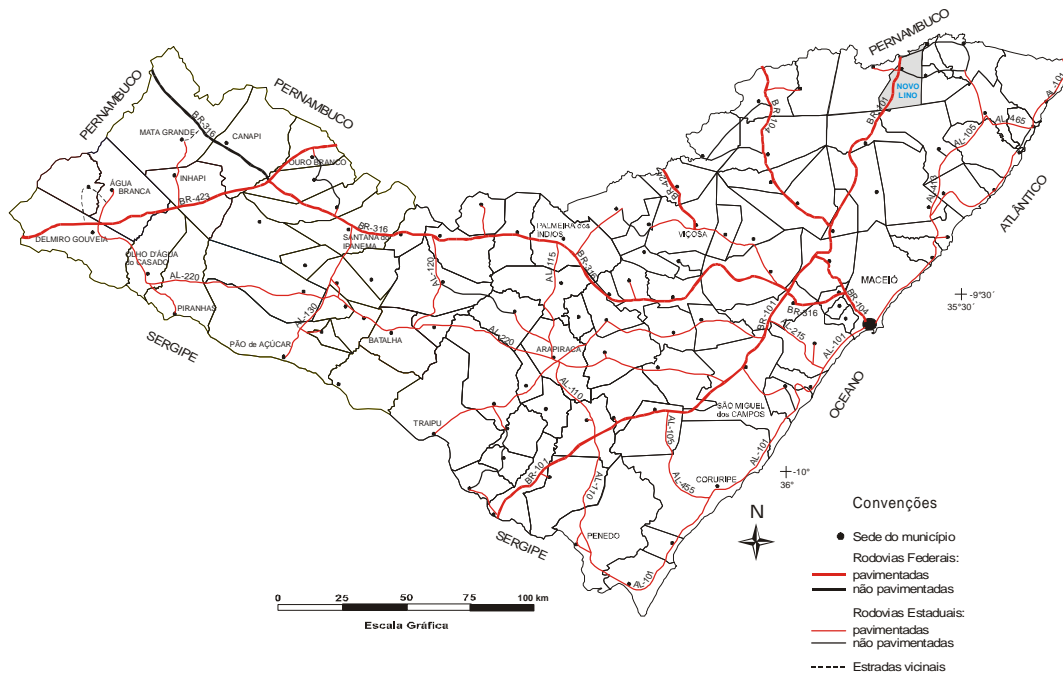 PERNAMBUCO
PERNAMBUCO
PERNAMBUCO
NOVO
LINO
BR-101
BR-104
AL-101
AL-465
AL-105
AL-413
ATLÂNTICO
BR-316
MATA GRANDE
CANAPI
OURO BRANCO
INHAPI
ÁGUA
BRANCA
BR-423
DELMIRO GOUVEIA
OLHO D'ÁGUA
do CASADO
AL-220
PIRANHAS
SERGIPE
BR-316
SANTANA do
IPANEMA
AL-130
PÃO de AÇÚCAR
BATALHA
AL-120
PALMEIRA dos
ÍNDIOS
AL-115
BR-316
BR-424
VIÇOSA
AL-220
ARAPIRACA
AL-110
TRAIPU
BR-101
MACEIÓ
BR-104
BR-316
AL-101
-9°30´
35°30´
OCEANO
SÃO MIGUEL
dos CAMPOS
AL-105
AL-455
AL-101
CORURIPE
-10°
36°
BR-101
AL-110
PENEDO
SERGIPE
AL-101
N
0 25 50 75 100 km
Escala Gráfica
Convenções
Sede do município
Rodovias Federais:
pavimentadas
não pavimentadas
Rodovias Estaduais:
pavimentadas
não pavimentadas
Estradas vicinais